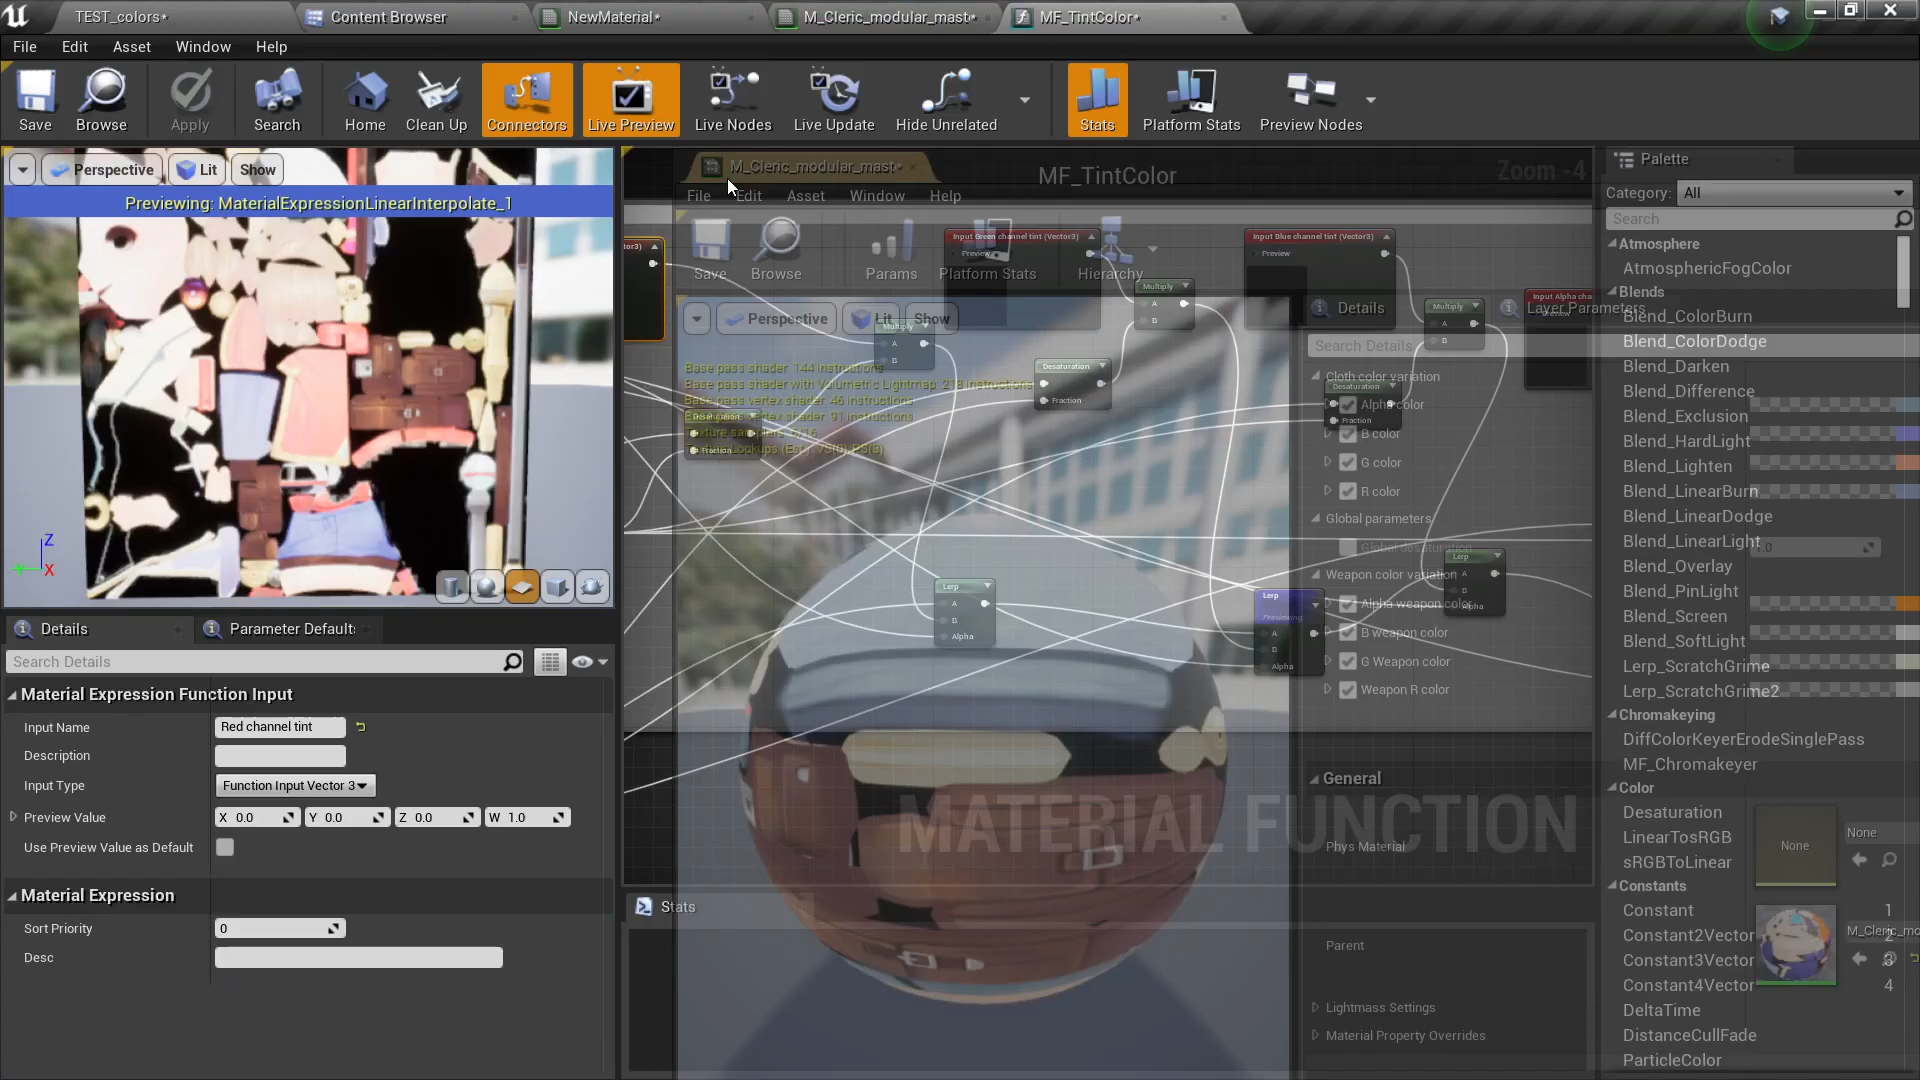 TEST_colors*
Content Browser
NewMaterial*
M_Cleric_modular_mast*
MF_TintColor*
File
Edit
Asset
Window
Help
Save
Browse
Apply
Search
Home
Clean Up
Connectors
Live Preview
Live Nodes
Live Update
Hide Unrelated
Stats
Platform Stats
Preview Nodes
Perspective
Lit
Show
Previewing: MaterialExpressionLinearInterpolate_1
Z
Y
X
Details
Parameter Default:
Search Details
Material Expression Function Input
Input Name
Red channel tint
Description
Input Type
Function Input Vector 3
Preview Value
X 0.0
Y 0.0
Z 0.0
W 1.0
Use Preview Value as Default
Material Expression
Sort Priority
0
Desc
M_Cleric_modular_mast*
MF_TintColor
Zoom -4
File
Edit
Asset
Window
Help
Save
Browse
Params
Platform Stats
Hierarchy
Input Green channel tint (Vector3)
Preview
Input Blue channel tint (Vector3)
Preview
Multiply
A
B
Multiply
A
B
Multiply
A
B
Perspective
Lit
Show
Details
Layer Parameters
Search Details
Base pass shader: 144 instructions
Base pass shader with Volumetric Lightmap: 218 instructions
Base pass vertex shader: 46 instructions
Base pass vertex shader: 91 instructions
Desaturation
Fraction
Desaturation
Fraction
Desaturation
Fraction
Cloth color variation
Alpha color
B color
G color
R color
Global parameters
Global desaturation
1.0
Weapon color variation
Alpha weapon color
B weapon color
G Weapon color
Weapon R color
Lerp
A
B
Alpha
Lerp
Previewing
A
B
Alpha
Lerp
A
B
Alpha
General
MATERIAL FUNCTION
Phys Material
None
None
Stats
Parent
M_Cleric_mo
Lightmass Settings
Material Property Overrides
Palette
Category:
All
Search
Atmosphere
AtmosphericFogColor
Blends
Blend_ColorBurn
Blend_ColorDodge
Blend_Darken
Blend_Difference
Blend_Exclusion
Blend_HardLight
Blend_Lighten
Blend_LinearBurn
Blend_LinearDodge
Blend_LinearLight
Blend_Overlay
Blend_PinLight
Blend_Screen
Blend_SoftLight
Lerp_ScratchGrime
Lerp_ScratchGrime2
Chromakeying
DiffColorKeyerErodeSinglePass
MF_Chromakeyer
Color
Desaturation
LinearTosRGB
sRGBToLinear
Constants
Constant 1
Constant2Vector 2
Constant3Vector 3
Constant4Vector 4
DeltaTime
DistanceCullFade
ParticleColor